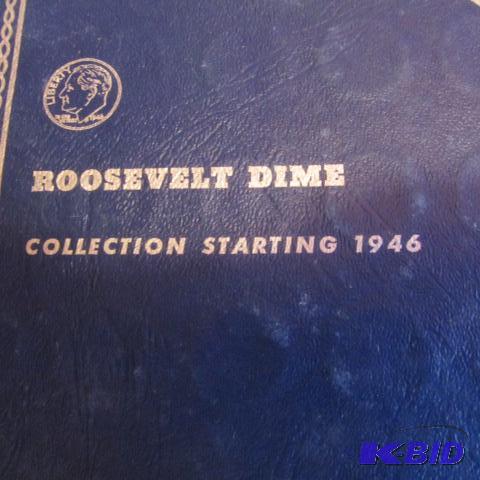 LIBERTY
ROOSEVELT DIME
COLLECTION STARTING 1946
K-BID